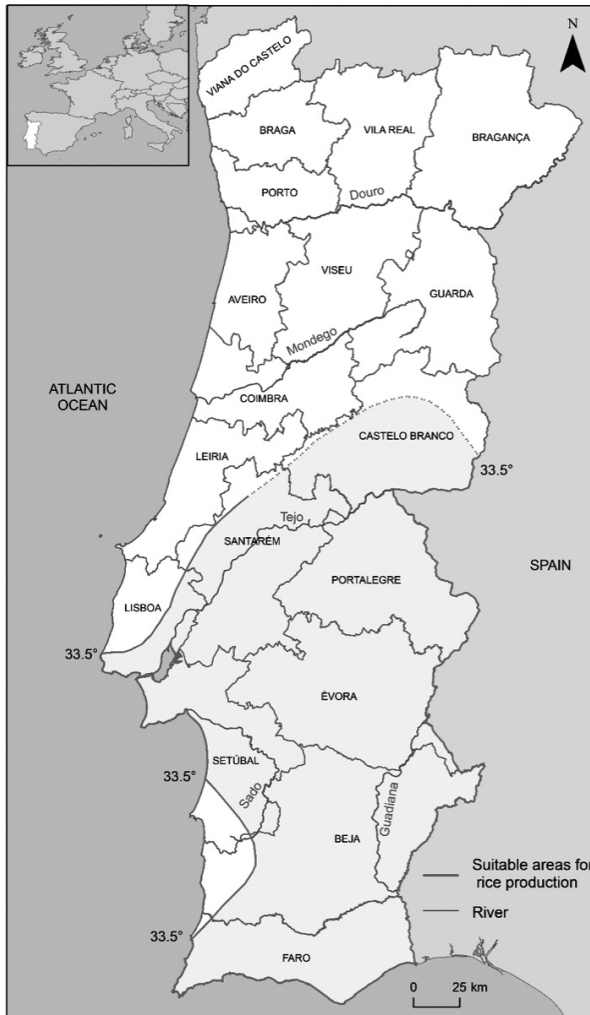 N
VIANA DO CASTELO
BRAGA
VILA REAL
BRAGANÇA
PORTO
Douro
VISEU
AVEIRO
GUARDA
Mondego
ATLANTIC
OCEAN
COIMBRA
CASTELO BRANCO
LEIRIA
33.5°
Tejo
SANTARÉM
SPAIN
PORTALEGRE
LISBOA
33.5°
ÉVORA
SETÚBAL
33.5°
Sado
Guadiana
BEJA
Suitable areas for
rice production
River
33.5°
FARO
0 25 km